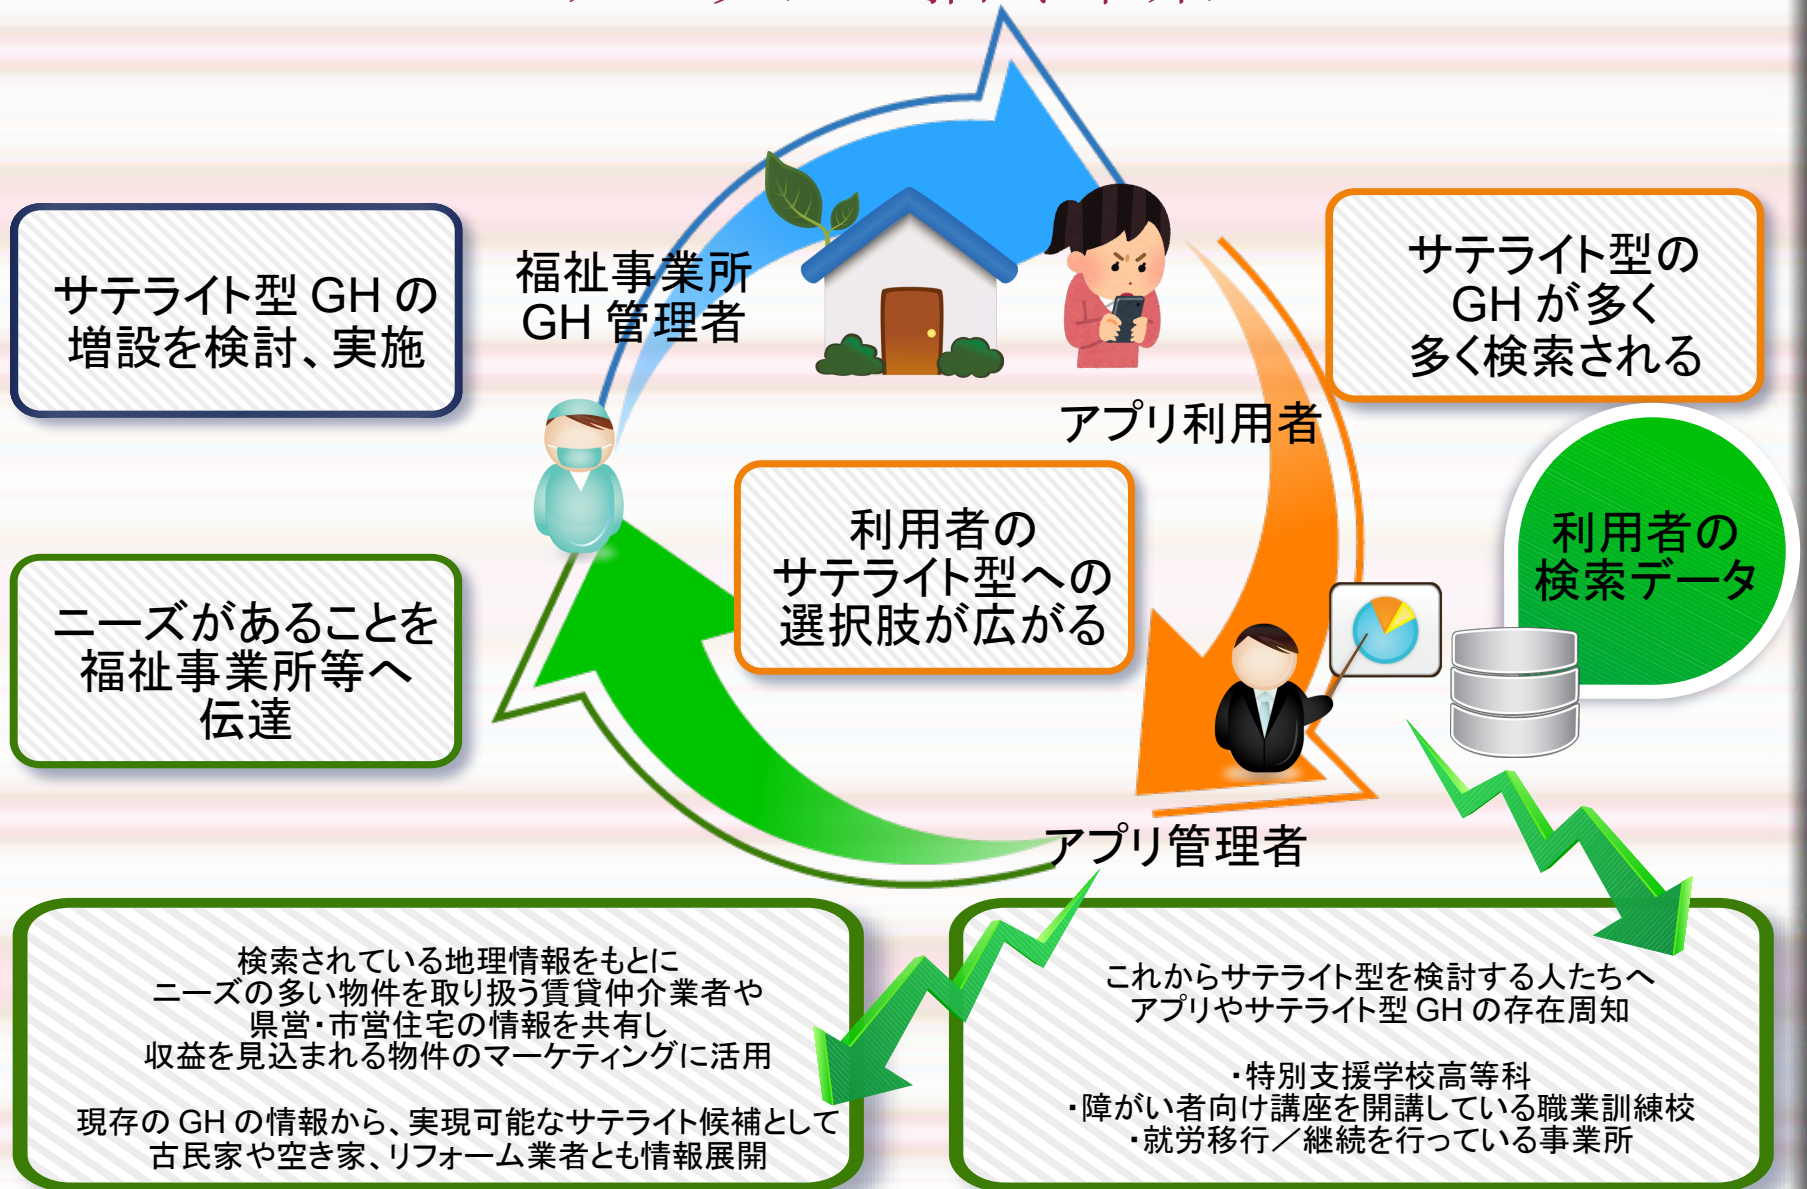 サテライト型 GH の
増設を検討、実施
福祉事業所
GH 管理者
サテライト型の
GH が多く
多く検索される
アプリ利用者
利用者の
サテライト型への
選択肢が広がる
利用者の
検索データ
ニーズがあることを
福祉事業所等へ
伝達
アプリ管理者
検索されている地理情報をもとに
ニーズの多い物件を取り扱う賃貸仲介業者や
県営・市営住宅の情報を共有し
収益を見込まれる物件のマーケティングに活用
現存の GH の情報から、実現可能なサテライト候補として
古民家や空き家、リフォーム業者とも情報展開
これからサテライト型を検討する人たちへ
アプリやサテライト型 GH の存在周知
・特別支援学校高等科
・障がい者向け講座を開講している職業訓練校
・就労移行／継続を行っている事業所